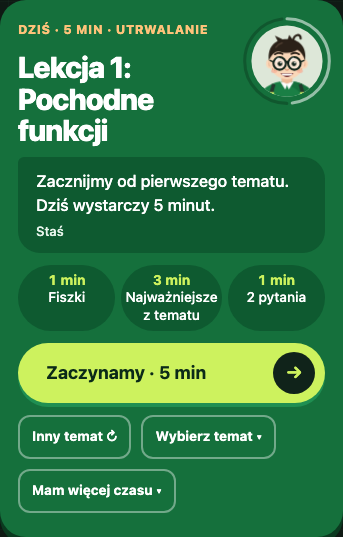 DZIŚ · 5 MIN · UTRWALANIE
Lekcja 1:
Pochodne
funkcji
Zacznijmy od pierwszego tematu.
Dziś wystarczy 5 minut.
Staś
1 min
Fiszki
3 min
Najważniejsze
z tematu
1 min
2 pytania
Zaczynamy · 5 min →
Inny temat ↻
Wybierz temat ▾
Mam więcej czasu ▾